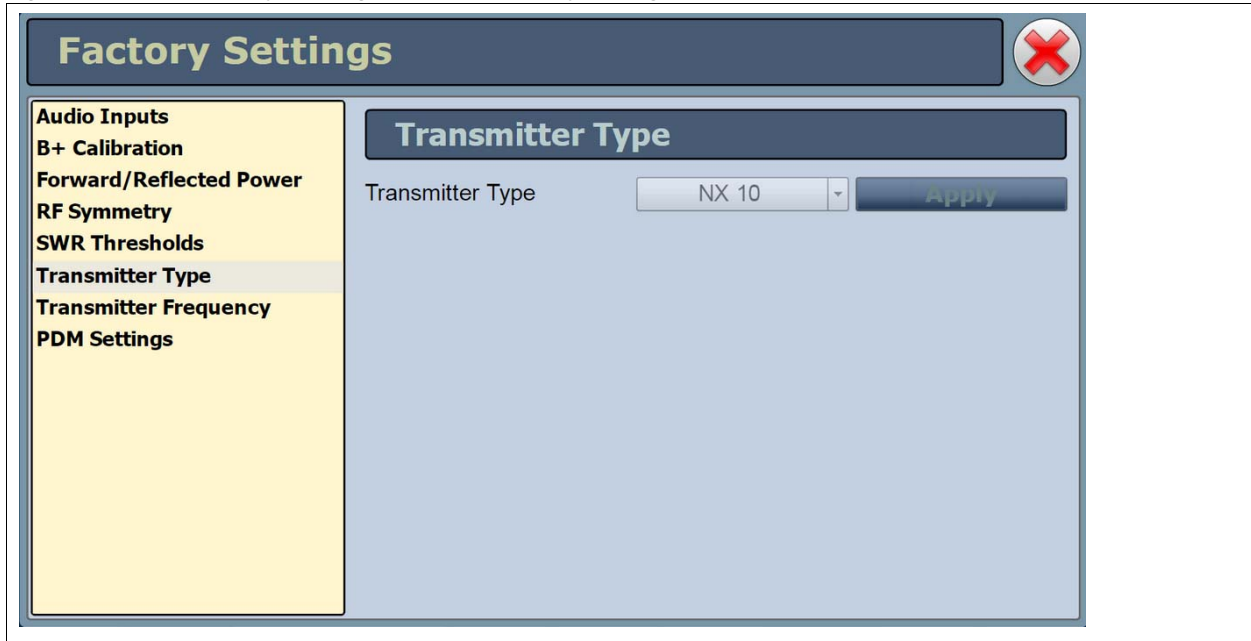 Factory Settings
Audio Inputs
B+ Calibration
Forward/Reflected Power
RF Symmetry
SWR Thresholds
Transmitter Type
Transmitter Frequency
PDM Settings
Transmitter Type
Transmitter Type NX 10 Apply